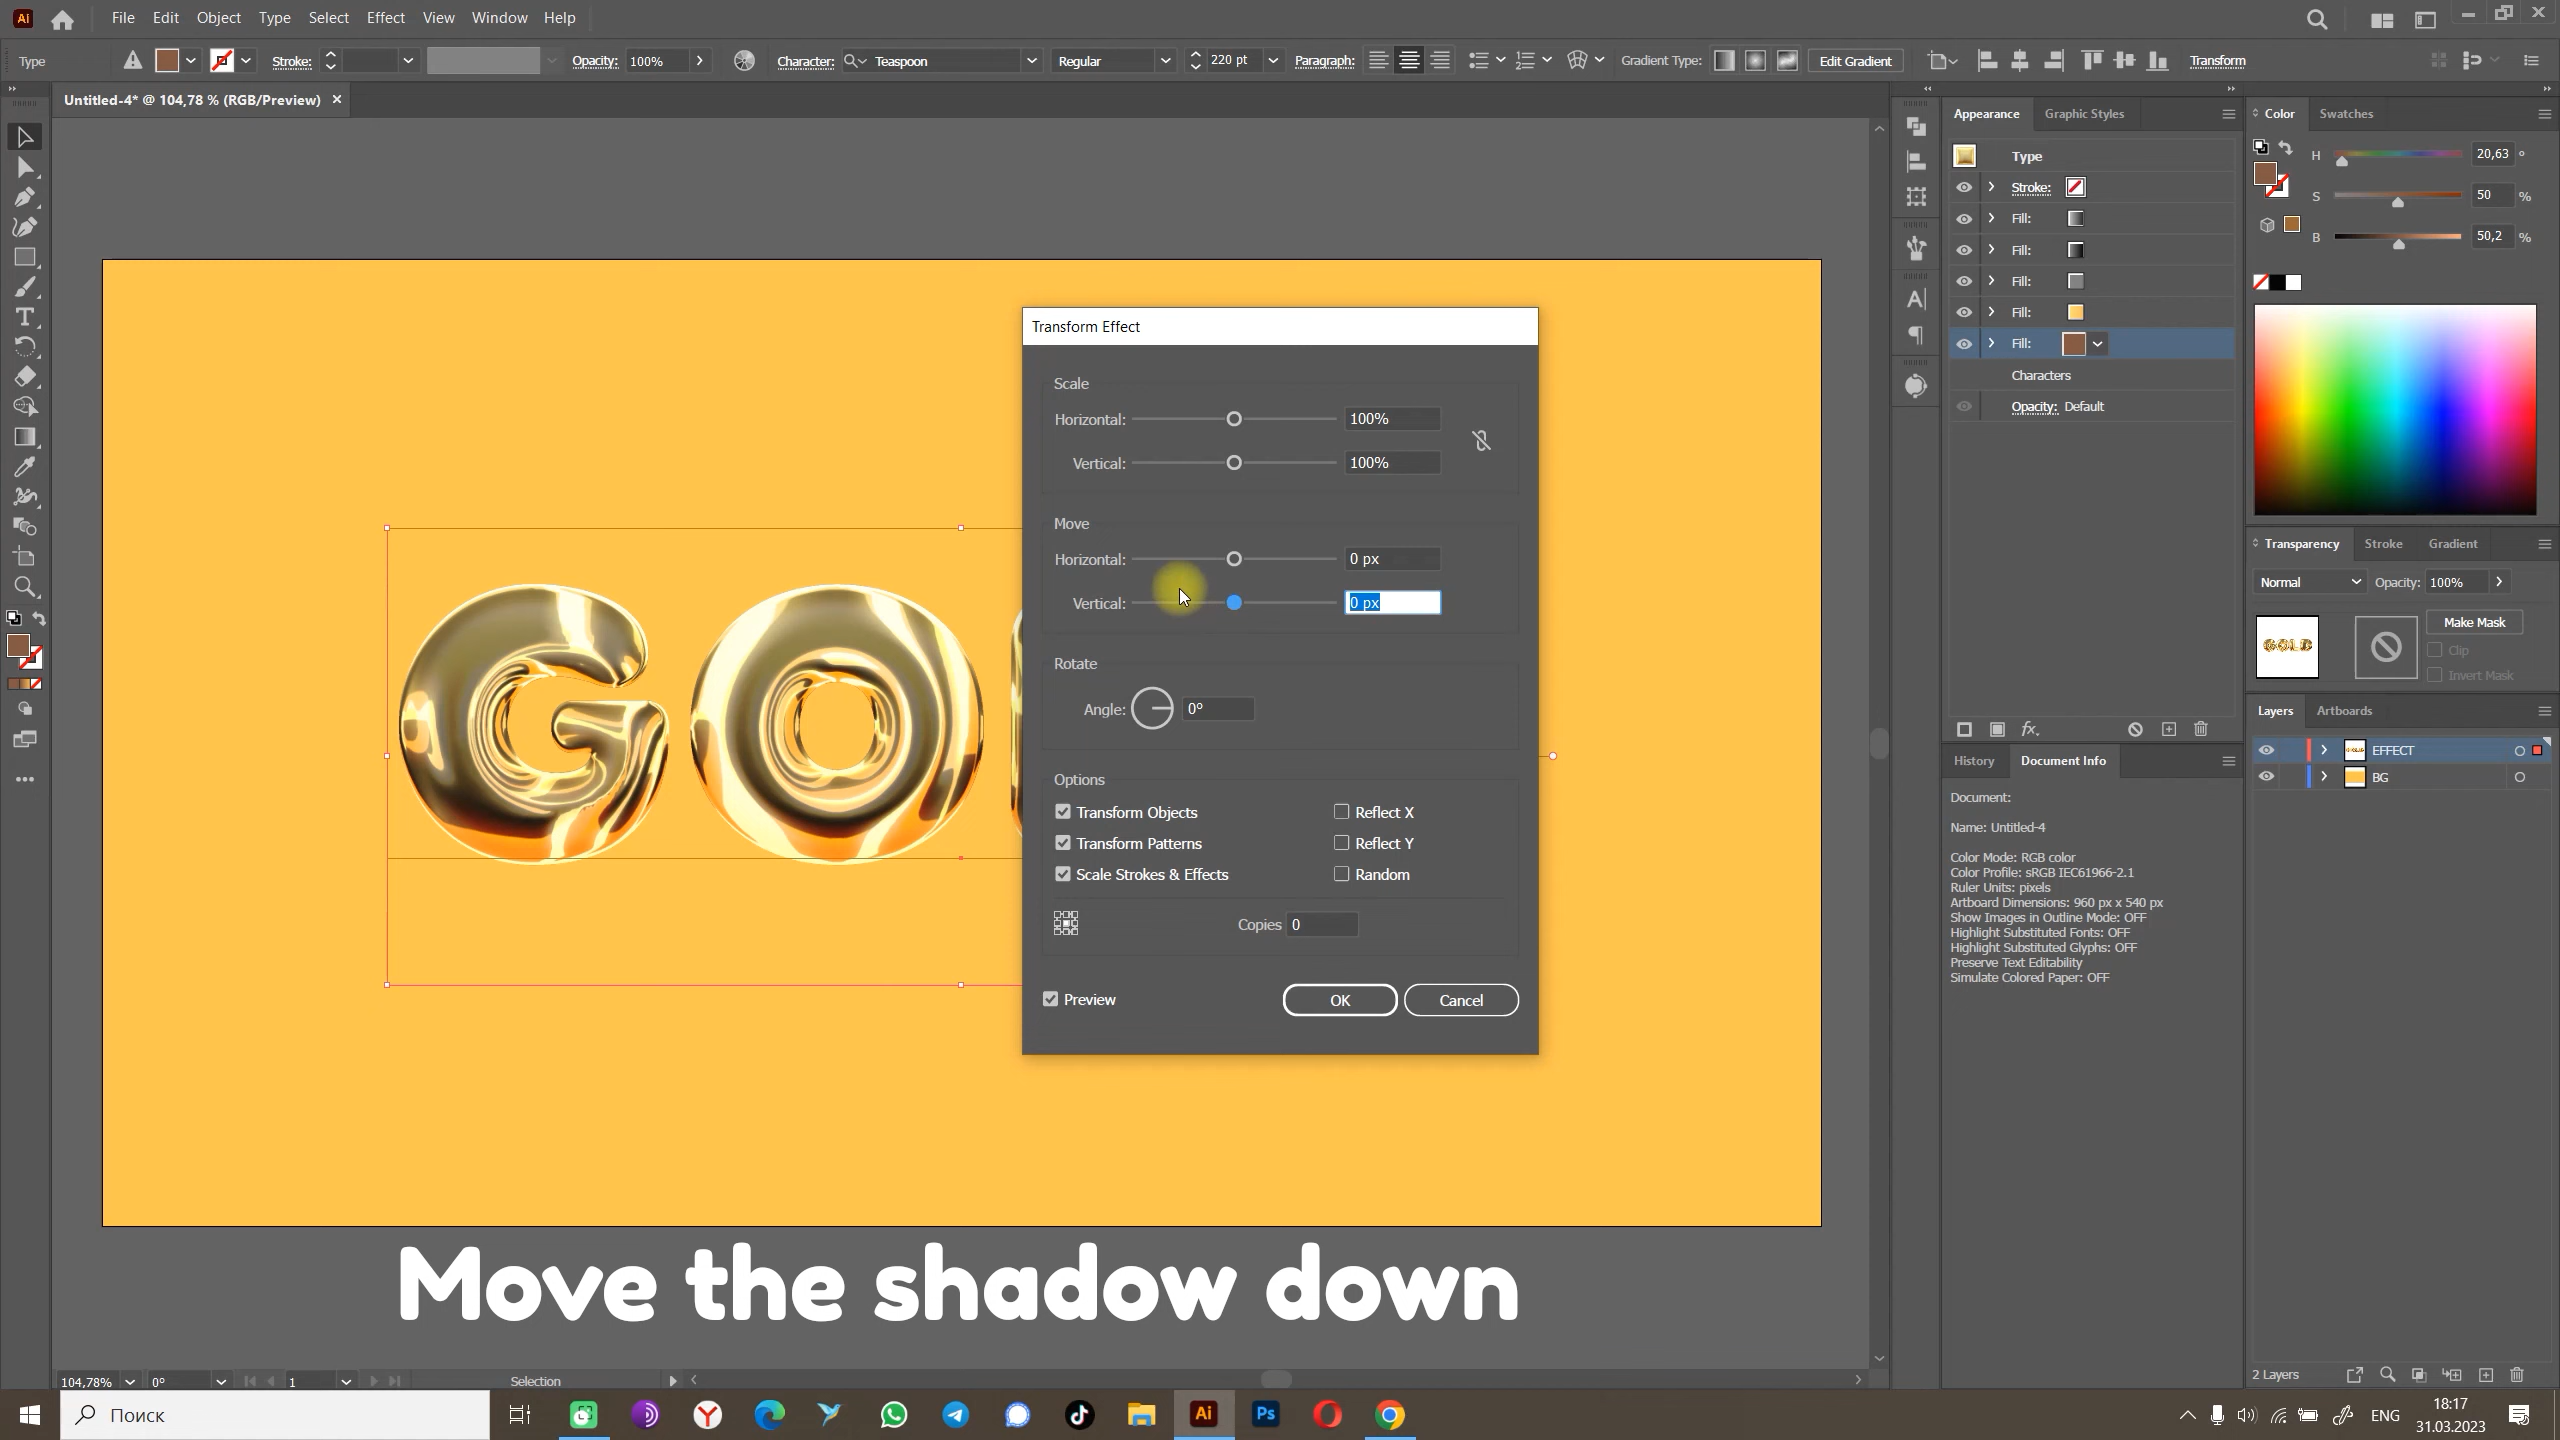 Ai File Edit Object Type Select Effect View Window Help
Type Stroke: Opacity: 100% Character: Teaspoon Regular 220 pt Paragraph: Gradient Type: Edit Gradient Transform
Untitled-4* @ 104,78 % (RGB/Preview) ×
Appearance Graphic Styles
Type
Stroke:
Fill:
Fill:
Fill:
Fill:
Fill:
Characters
Opacity: Default
Color Swatches
H 20,63 °
S 50 %
B 50,2 %
Transform Effect
Scale
Horizontal: 100%
Vertical: 100%
Move
Horizontal: 0 px
Vertical: 0 px
Rotate
Angle: 0°
Options
Transform Objects Reflect X
Transform Patterns Reflect Y
Scale Strokes & Effects Random
Copies 0
Preview OK Cancel
GO
Transparency Stroke Gradient
Normal Opacity: 100%
GOLD
Make Mask
Clip
Invert Mask
fx
Layers Artboards
EFFECT
BG
2 Layers
History Document Info
Document:
Name: Untitled-4
Color Mode: RGB color
Color Profile: sRGB IEC61966-2.1
Ruler Units: pixels
Artboard Dimensions: 960 px x 540 px
Show Images in Outline Mode: OFF
Highlight Substituted Fonts: OFF
Highlight Substituted Glyphs: OFF
Preserve Text Editability
Simulate Colored Paper: OFF
Move the shadow down
104,78% 0° 1 Selection
Поиск
Ai Ps
ENG
18:17
31.03.2023